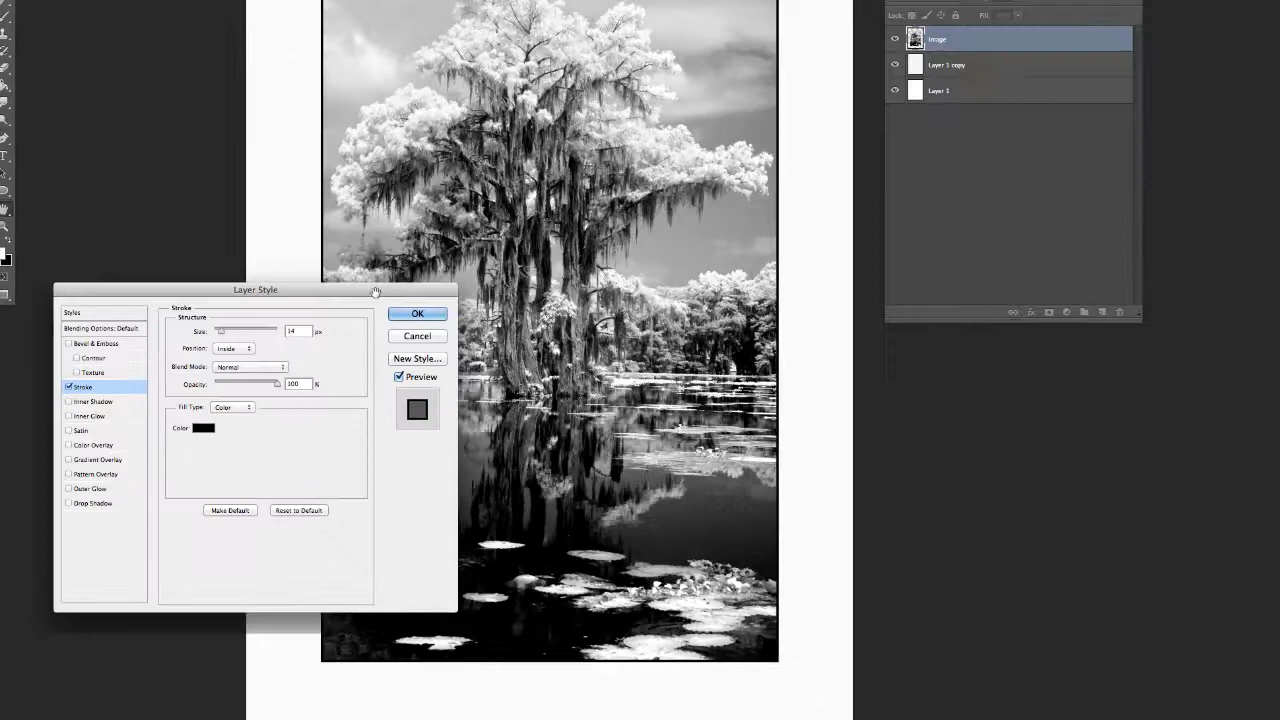 Lock:
Fill:
image
Layer 1 copy
Layer 1
Layer Style
Styles
Blending Options: Default
Bevel & Emboss
Contour
Texture
Stroke
Inner Shadow
Inner Glow
Satin
Color Overlay
Gradient Overlay
Pattern Overlay
Outer Glow
Drop Shadow
Stroke
Structure
Size: 14 px
Position: Inside
Blend Mode: Normal
Opacity: 100 %
Fill Type: Color
Color:
Make Default Reset to Default
OK
Cancel
New Style...
Preview
fx
T